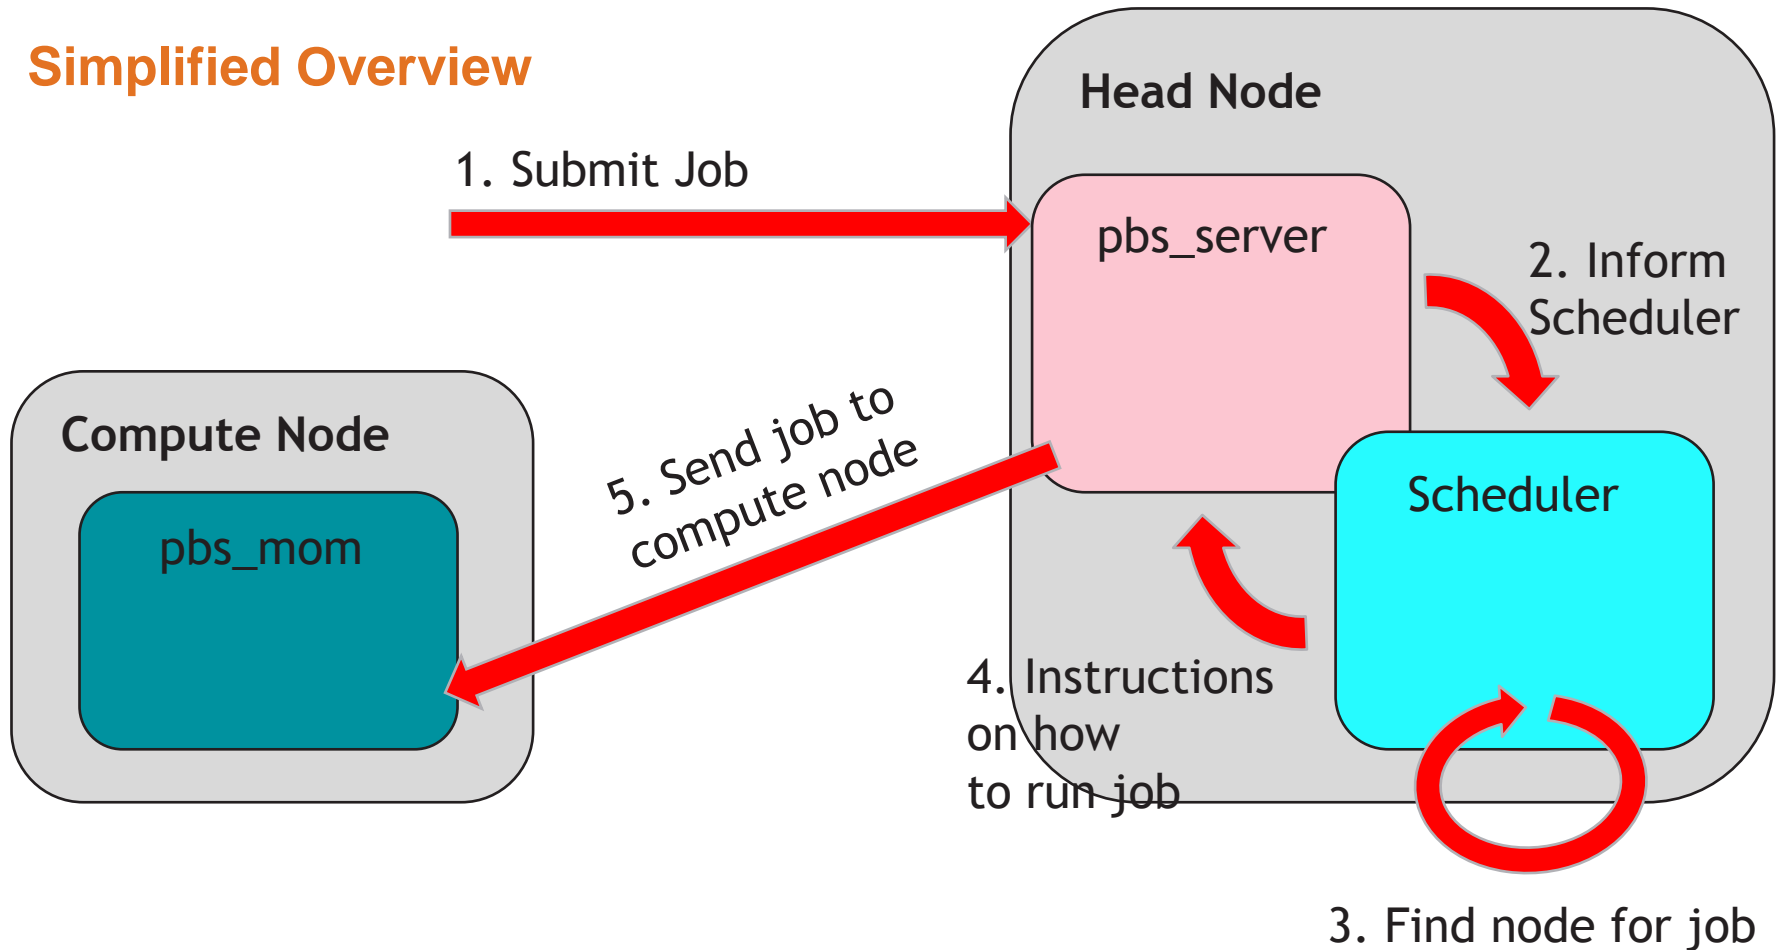 Simplified Overview
Head Node
1. Submit Job
pbs_server
2. Inform
Scheduler
Compute Node
pbs_mom
5. Send job to
compute node
Scheduler
4. Instructions
on how
to run job
3. Find node for job